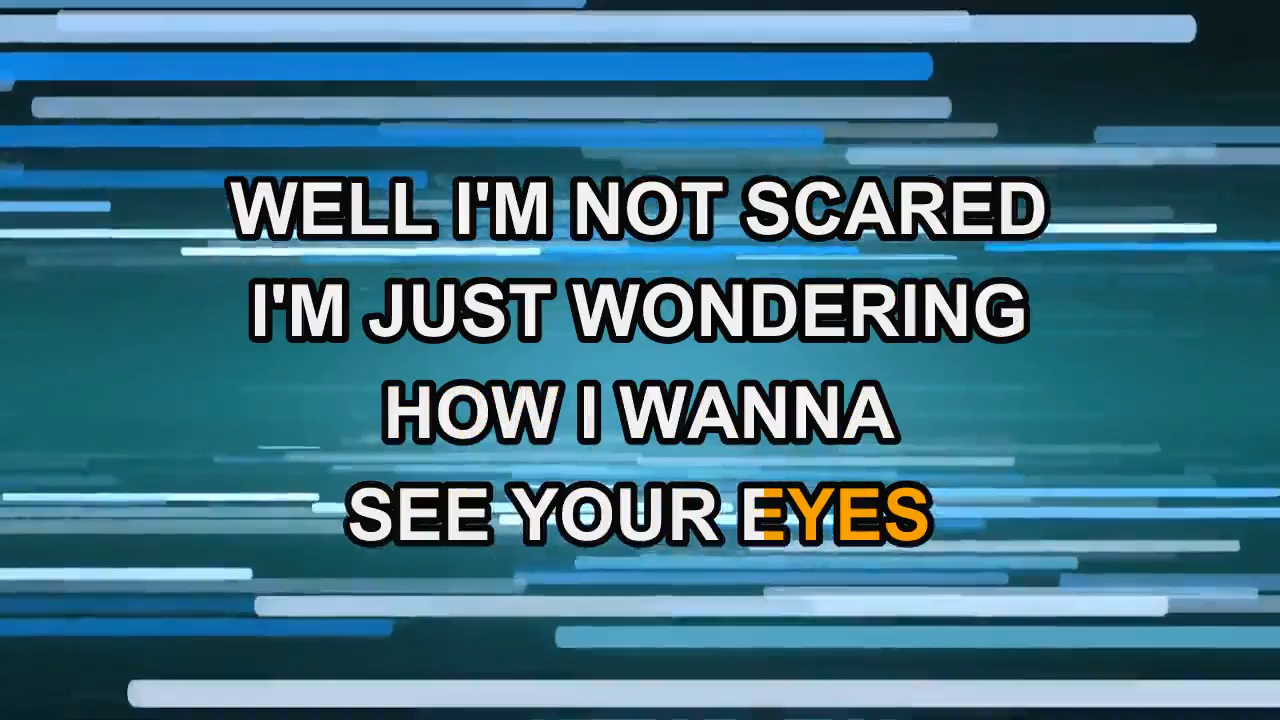 WELL I'M NOT SCARED
I'M JUST WONDERING
HOW I WANNA
SEE YOUR EYES